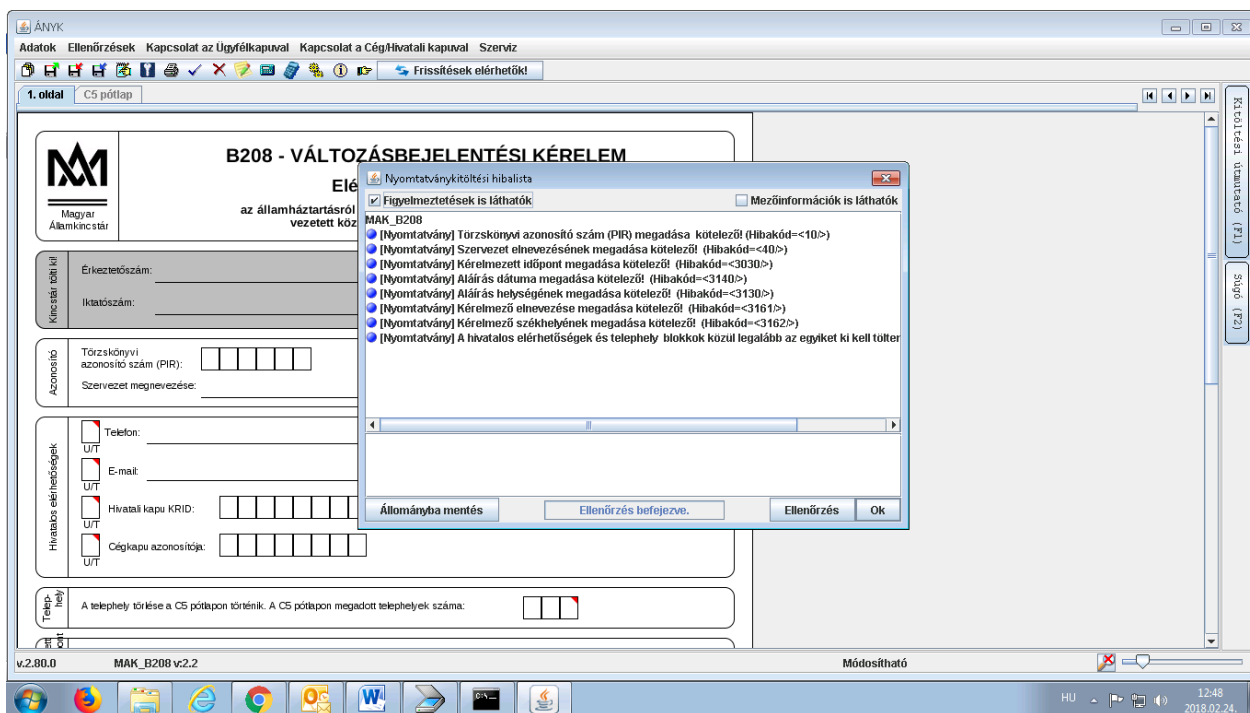 ÁNYK
Adatok Ellenőrzések Kapcsolat az Ügyfélkapuval Kapcsolat a Cég/Hivatali kapuval Szerviz
Frissítések elérhetők!
1. oldal C5 pótlap
Magyar
Államkincstár
B208 - VÁLTOZÁSBEJELENTÉSI KÉRELEM
Elé
az államháztartásról
vezetett köz
Kincstár tölti ki!
Érkeztetőszám:
Iktatószám:
Azonosító
Törzskönyvi
azonosító szám (PIR):
Szervezet megnevezése:
Hivatalos elérhetőségek
Telefon:
U/T
E-mail:
U/T
Hivatali kapu KRID:
U/T
Cégkapu azonosítója:
U/T
Telep-
hely
A telephely törlése a C5 pótlapon történik. A C5 pótlapon megadott telephelyek száma:
Nyomtatványkitöltési hibalista
Figyelmeztetések is láthatók Mezőinformációk is láthatók
MAK_B208
[Nyomtatvány] Törzskönyvi azonosító szám (PIR) megadása kötelező! (Hibakód=<10/>)
[Nyomtatvány] Szervezet elnevezésének megadása kötelező! (Hibakód=<40/>)
[Nyomtatvány] Kérelmezett időpont megadása kötelező! (Hibakód=<3030/>)
[Nyomtatvány] Aláírás dátuma megadása kötelező! (Hibakód=<3140/>)
[Nyomtatvány] Aláírás helységének megadása kötelező! (Hibakód=<3130/>)
[Nyomtatvány] Kérelmező elnevezése megadása kötelező! (Hibakód=<3161/>)
[Nyomtatvány] Kérelmező székhelyének megadása kötelező! (Hibakód=<3162/>)
[Nyomtatvány] A hivatalos elérhetőségek és telephely blokkok közül legalább az egyiket ki kell tölten
Állományba mentés Ellenőrzés befejezve. Ellenőrzés Ok
Kitöltési útmutató (F1)
Súgó (F2)
v.2.80.0 MAK_B208 v:2.2 Módosítható
HU 12:48
2018.02.24.